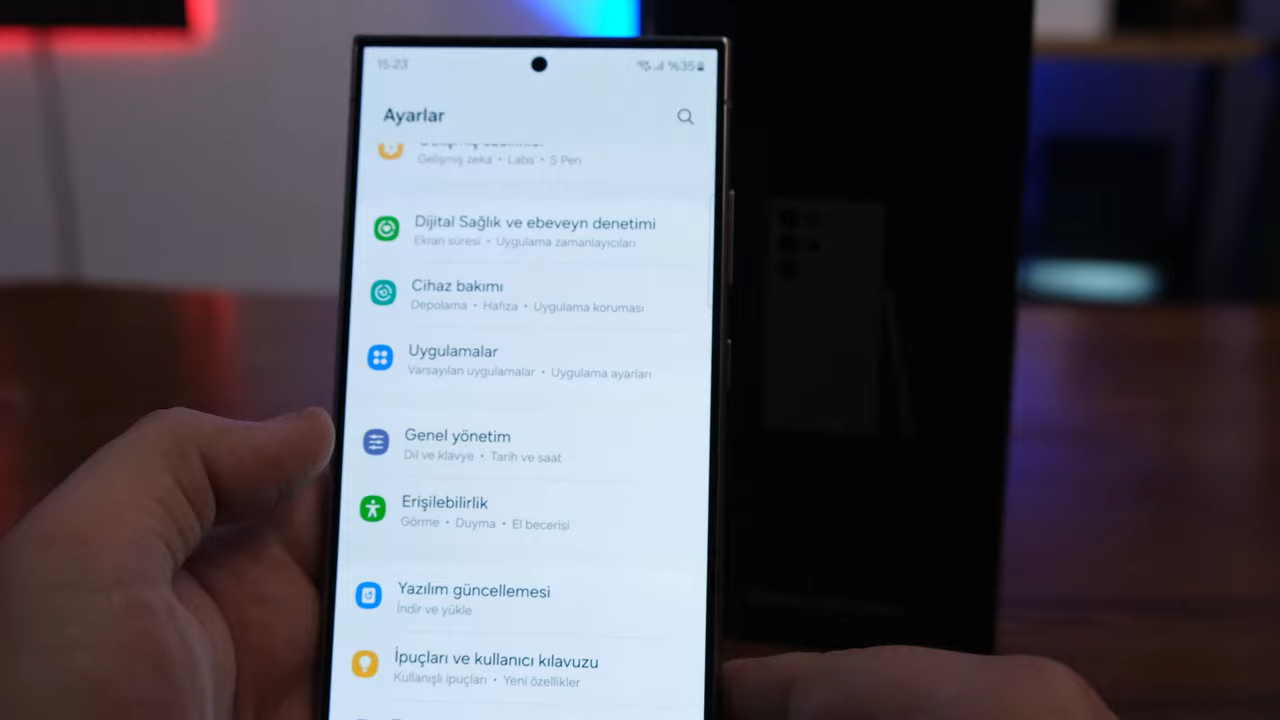 15:23
%35
Ayarlar
Gelişmiş zeka • Labs • S Pen
Dijital Sağlık ve ebeveyn denetimi
Ekran süresi • Uygulama zamanlayıcıları
Cihaz bakımı
Depolama • Hafıza • Uygulama koruması
Uygulamalar
Varsayılan uygulamalar • Uygulama ayarları
Genel yönetim
Dil ve klavye • Tarih ve saat
Erişilebilirlik
Görme • Duyma • El becerisi
Yazılım güncellemesi
İndir ve yükle
İpuçları ve kullanıcı kılavuzu
Kullanışlı ipuçları • Yeni özellikler